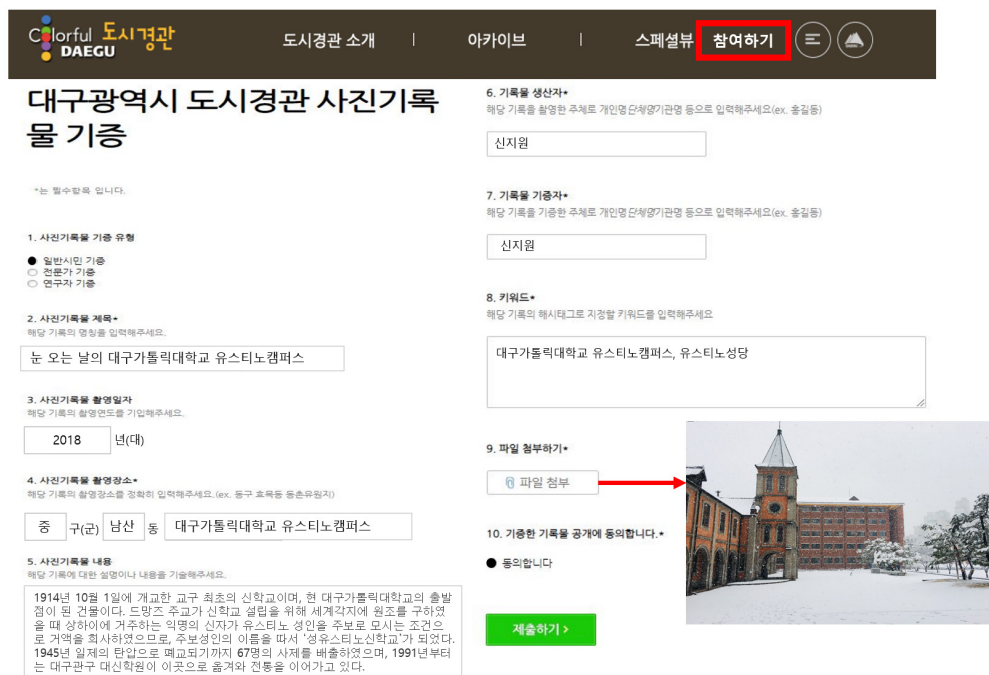 Colorful 도시경관
DAEGU
도시경관 소개
아카이브
스페셜뷰
참여하기
대구광역시 도시경관 사진기록
물 기증
*는 필수항목 입니다.
1. 사진기록물 기증 유형
일반시민 기증
전문가 기증
연구자 기증
2. 사진기록물 제목*
해당 기록의 명칭을 입력해주세요.
눈 오는 날의 대구가톨릭대학교 유스티노캠퍼스
3. 사진기록물 촬영일자
해당 기록의 촬영연도를 기입해주세요.
2018 년(대)
4. 사진기록물 촬영장소*
해당 기록의 촬영장소를 정확히 입력해주세요.(ex. 동구 효목동 동촌유원지)
중 구(군) 남산 동 대구가톨릭대학교 유스티노캠퍼스
5. 사진기록물 내용
해당 기록에 대한 설명이나 내용을 기술해주세요.
1914년 10월 1일에 개교한 교구 최초의 신학교이며, 현 대구가톨릭대학교의 출발
점이 된 건물이다. 드망즈 주교가 신학교 설립을 위해 세계각지에 원조를 구하였
을 때 상하이에 거주하는 익명의 신자가 유스티노 성인을 주보로 모시는 조건으
로 거액을 희사하였으므로, 주보성인의 이름을 따서 '성유스티노신학교'가 되었다.
1945년 일제의 탄압으로 폐교되기까지 67명의 사제를 배출하였으며, 1991년부터
는 대구관구 대신학원이 이곳으로 옮겨와 전통을 이어가고 있다.
6. 기록물 생산자*
해당 기록을 촬영한 주체로 개인명단체명기관명 등으로 입력해주세요(ex. 홍길동)
신지원
7. 기록물 기증자*
해당 기록을 기증한 주체로 개인명단체명기관명 등으로 입력해주세요(ex. 홍길동)
신지원
8. 키워드*
해당 기록의 해시태그로 지정할 키워드를 입력해주세요
대구가톨릭대학교 유스티노캠퍼스, 유스티노성당
9. 파일 첨부하기*
파일 첨부
10. 기증한 기록물 공개에 동의합니다.*
동의합니다
제출하기 >